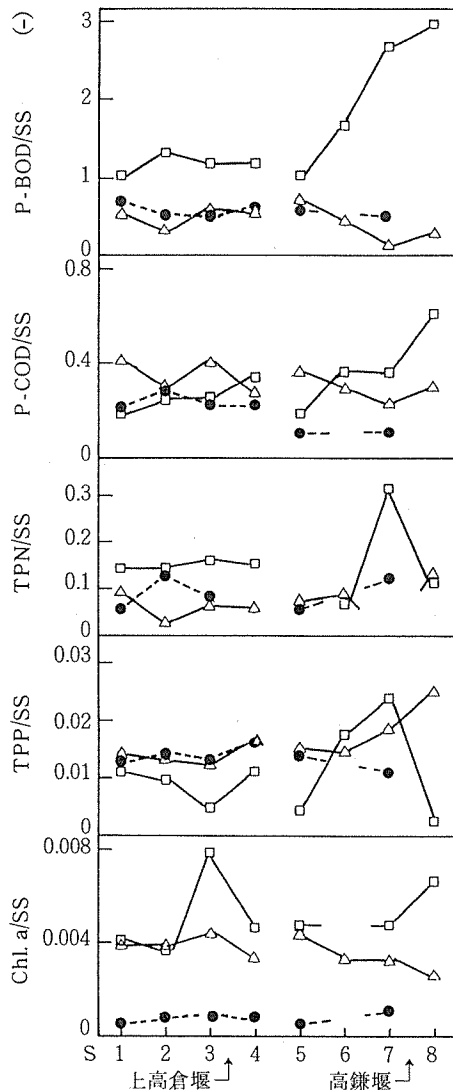 (-)
P-BOD/SS
3
2
1
0
P-COD/SS
0.8
0.4
0
TPN/SS
0.3
0.2
0.1
0
TPP/SS
0.03
0.02
0.01
0
Chl. a/SS
0.008
0.004
0
S 1 2 3 4 5 6 7 8
上高倉堰 高鎌堰